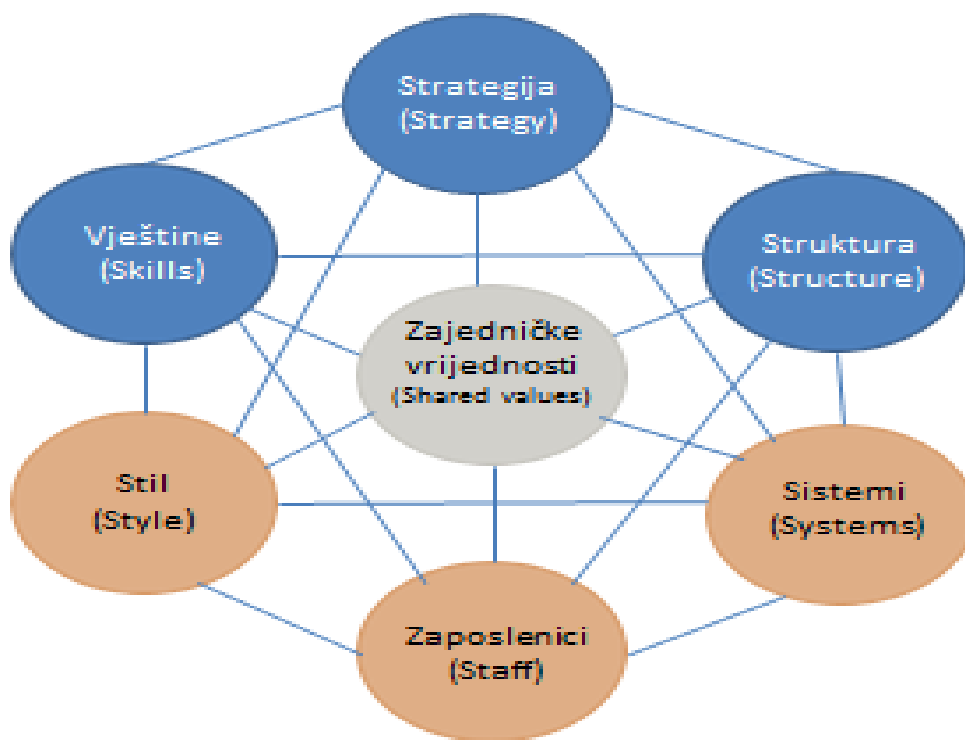 Strategija
(Strategy)
Vještine
(Skills)
Struktura
(Structure)
Zajedničke
vrijednosti
(Shared values)
Stil
(Style)
Sistemi
(Systems)
Zaposlenici
(Staff)